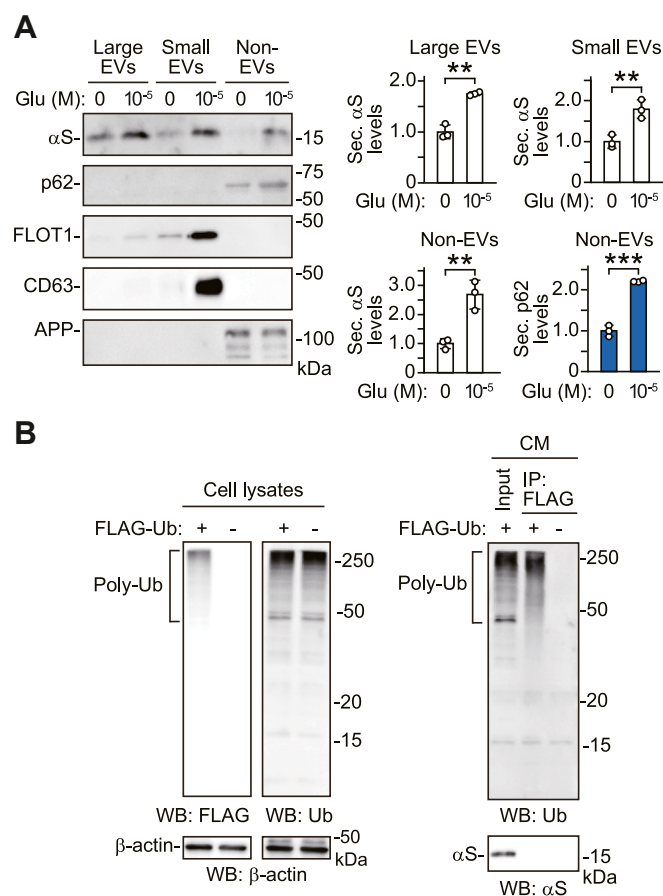 A
Large EVs
Small EVs
Non-EVs
Glu (M): 0 10⁻⁵ 0 10⁻⁵ 0 10⁻⁵
αS- -15
p62- -75
-50
FLOT1- -50
CD63- -50
APP- -100
kDa
Large EVs
**
Sec. αS levels
2.0
1.0
0
Glu (M): 0 10⁻⁵
Small EVs
**
Sec. αS levels
2.0
1.0
0
Glu (M): 0 10⁻⁵
Non-EVs
**
Sec. αS levels
3.0
2.0
1.0
0
Glu (M): 0 10⁻⁵
Non-EVs
***
Sec. p62 levels
2.0
1.0
0
Glu (M): 0 10⁻⁵
B
Cell lysates
FLAG-Ub: + - + -
Poly-Ub
-250
-50
-20
-15
WB: FLAG WB: Ub
β-actin- -50
kDa
WB: β-actin
CM
Input
IP: FLAG
FLAG-Ub: + + -
Poly-Ub
-250
-50
-20
-15
WB: Ub
αS- -15
kDa
WB: αS